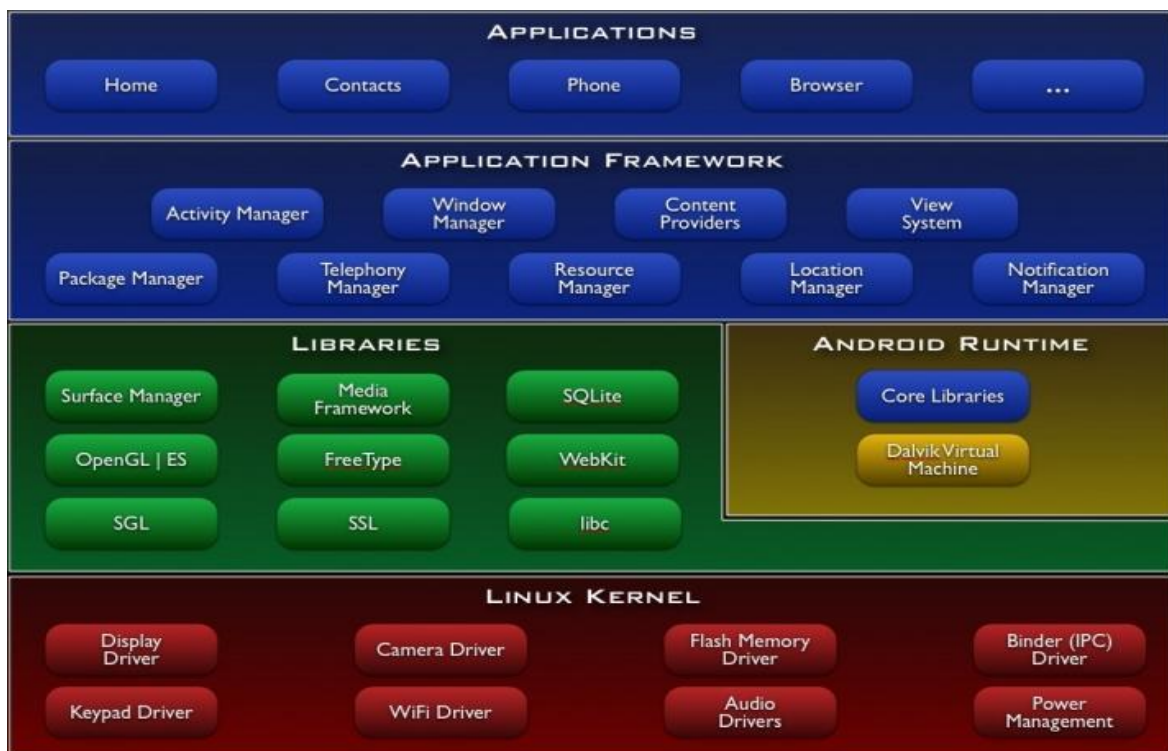 APPLICATIONS
Home
Contacts
Phone
Browser
...
APPLICATION FRAMEWORK
Activity Manager
Window
Manager
Content
Providers
View
System
Package Manager
Telephony
Manager
Resource
Manager
Location
Manager
Notification
Manager
LIBRARIES
Surface Manager
Media
Framework
SQLite
OpenGL | ES
FreeType
WebKit
SGL
SSL
libc
ANDROID RUNTIME
Core Libraries
Dalvik Virtual
Machine
LINUX KERNEL
Display
Driver
Camera Driver
Flash Memory
Driver
Binder (IPC)
Driver
Keypad Driver
WiFi Driver
Audio
Drivers
Power
Management